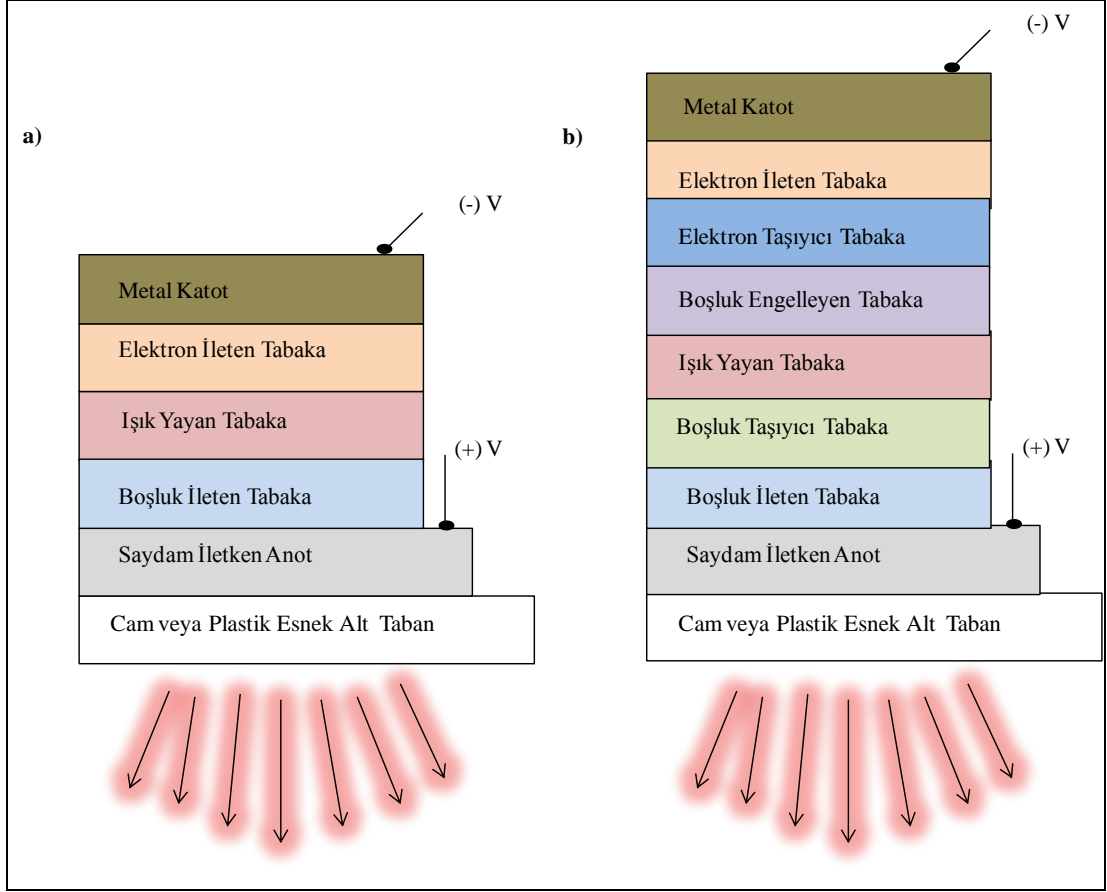 a)
(-) V
Metal Katot
Elektron İleten Tabaka
Işık Yayan Tabaka
(+) V
Boşluk İleten Tabaka
Saydam İletken Anot
Cam veya Plastik Esnek Alt Taban
b)
(-) V
Metal Katot
Elektron İleten Tabaka
Elektron Taşıyıcı Tabaka
Boşluk Engelleyen Tabaka
Işık Yayan Tabaka
Boşluk Taşıyıcı Tabaka
(+) V
Boşluk İleten Tabaka
Saydam İletken Anot
Cam veya Plastik Esnek Alt Taban